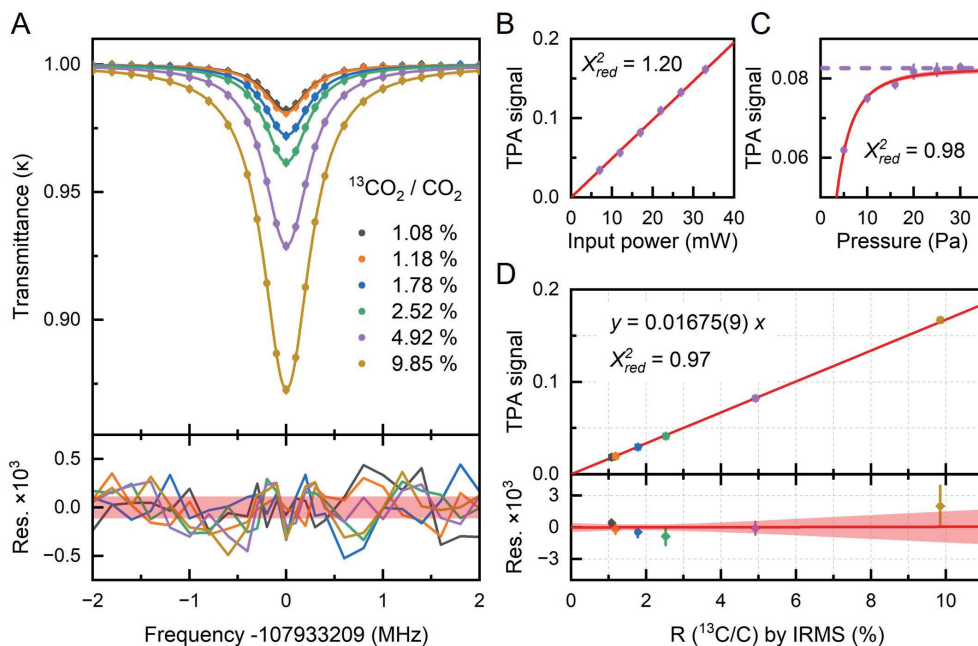 A
Transmittance (κ)
1.00
0.95
0.90
¹³CO₂ / CO₂
1.08 %
1.18 %
1.78 %
2.52 %
4.92 %
9.85 %
Res. ×10³
0.5
0.0
−0.5
−2
−1
0
1
2
Frequency -107933209 (MHz)
B
TPA signal
0.2
0.1
0.0
X²red = 1.20
0
10
20
30
40
Input power (mW)
C
TPA signal
0.08
0.06
X²red = 0.98
0
10
20
30
Pressure (Pa)
D
TPA signal
0.2
0.1
0.0
y = 0.01675(9) x
X²red = 0.97
Res. ×10³
3
0
−3
0
2
4
6
8
10
R (¹³C/C) by IRMS (%)